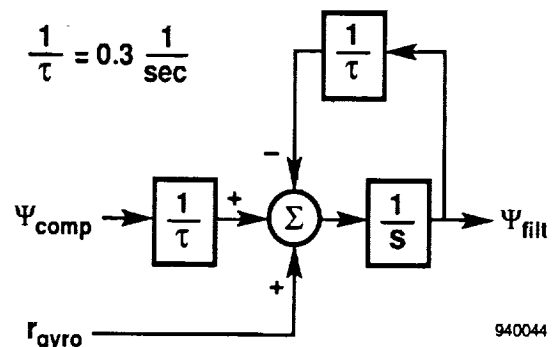 1/τ = 0.3 1/sec
1/τ
−
Ψcomp
1/τ
+
Σ
1/S
Ψfilt
+
rgyro
940044